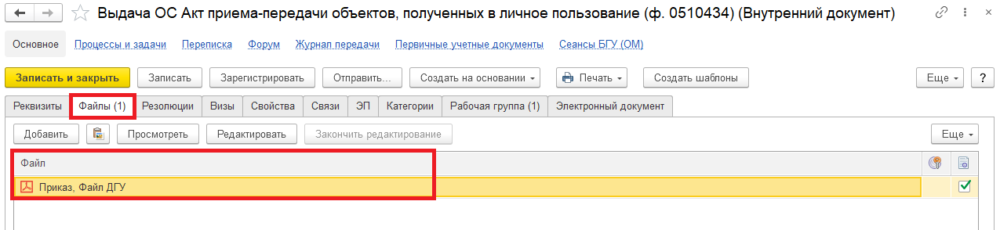 Выдача ОС Акт приема-передачи объектов, полученных в личное пользование (ф. 0510434) (Внутренний документ)
Основное Процессы и задачи Переписка Форум Журнал передачи Первичные учетные документы Сеансы БГУ (ОМ)
Записать и закрыть Записать Зарегистрировать Отправить... Создать на основании Печать Создать шаблоны Еще ?
Реквизиты Файлы (1) Резолюции Визы Свойства Связи ЭП Категории Рабочая группа (1) Электронный документ
Добавить Просмотреть Редактировать Закончить редактирование Еще
Файл
Приказ, Файл ДГУ